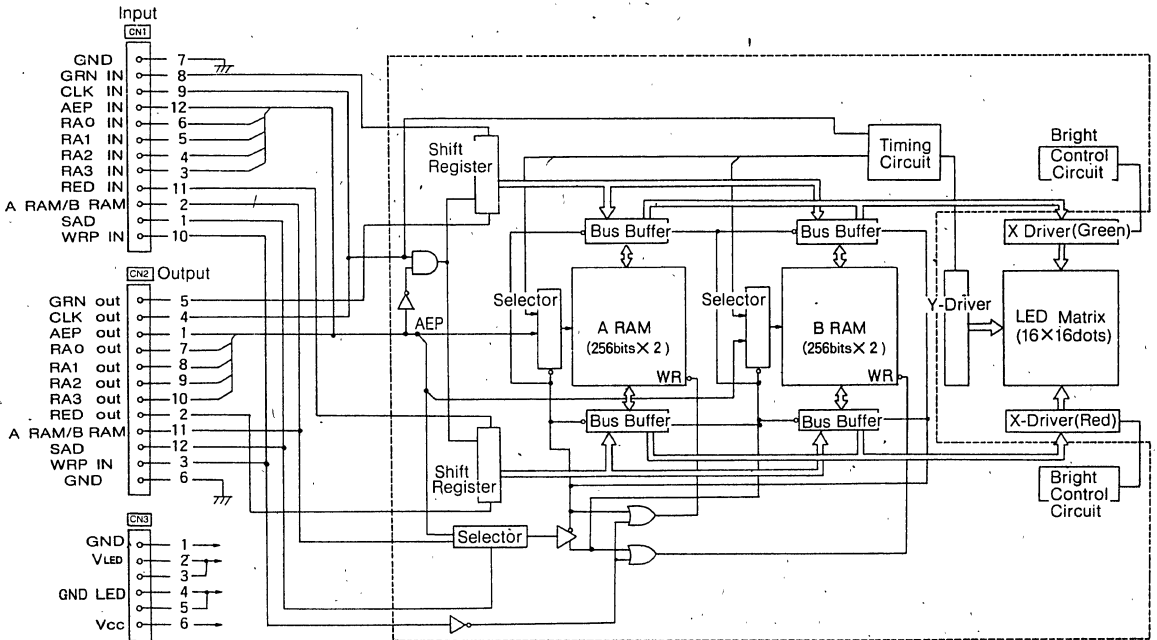 Input
CN1
GND 7
GRN IN 8
CLK IN 9
AEP IN 12
RA0 IN 6
RA1 IN 5
RA2 IN 4
RA3 IN 3
RED IN 11
A RAM/B RAM 2
SAD 1
WRP IN 10
CN2 Output
GRN out 5
CLK out 4
AEP out 1
RA0 out 7
RA1 out 8
RA2 out 9
RA3 out 10
RED out 2
A RAM/B RAM 11
SAD 12
WRP IN 3
GND 6
CN3
GND 1
VLED 2
3
GND LED 4
5
Vcc 6
Shift
Register
Timing
Circuit
Bright
Control
Circuit
Bus Buffer
Bus Buffer
X Driver(Green)
Selector
AEP
A RAM
(256bits×2)
WR
Selector
B RAM
(256bits×2)
WR
Y-Driver
LED Matrix
(16×16dots)
Bus Buffer
Bus Buffer
X-Driver(Red)
Shift
Register
Selector
Bright
Control
Circuit